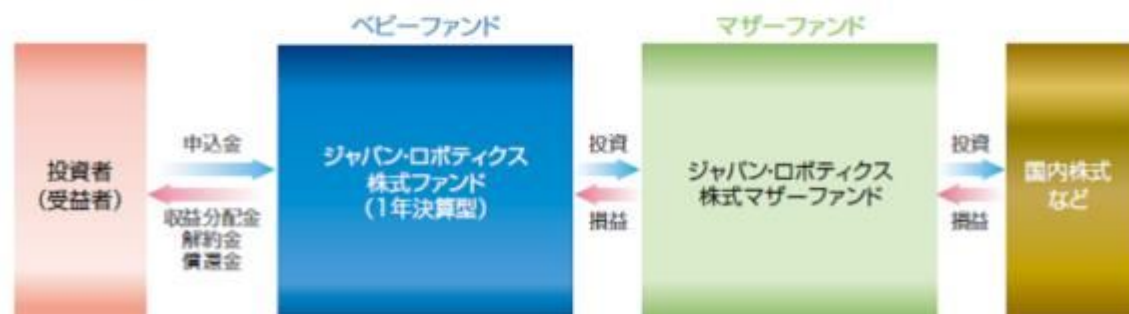 ベビーファンド
マザーファンド
投資者
（受益者）
申込金
収益分配金
解約金
償還金
ジャパン・ロボティクス
株式ファンド
（1年決算型）
投資
損益
ジャパン・ロボティクス
株式マザーファンド
投資
損益
国内株式
など